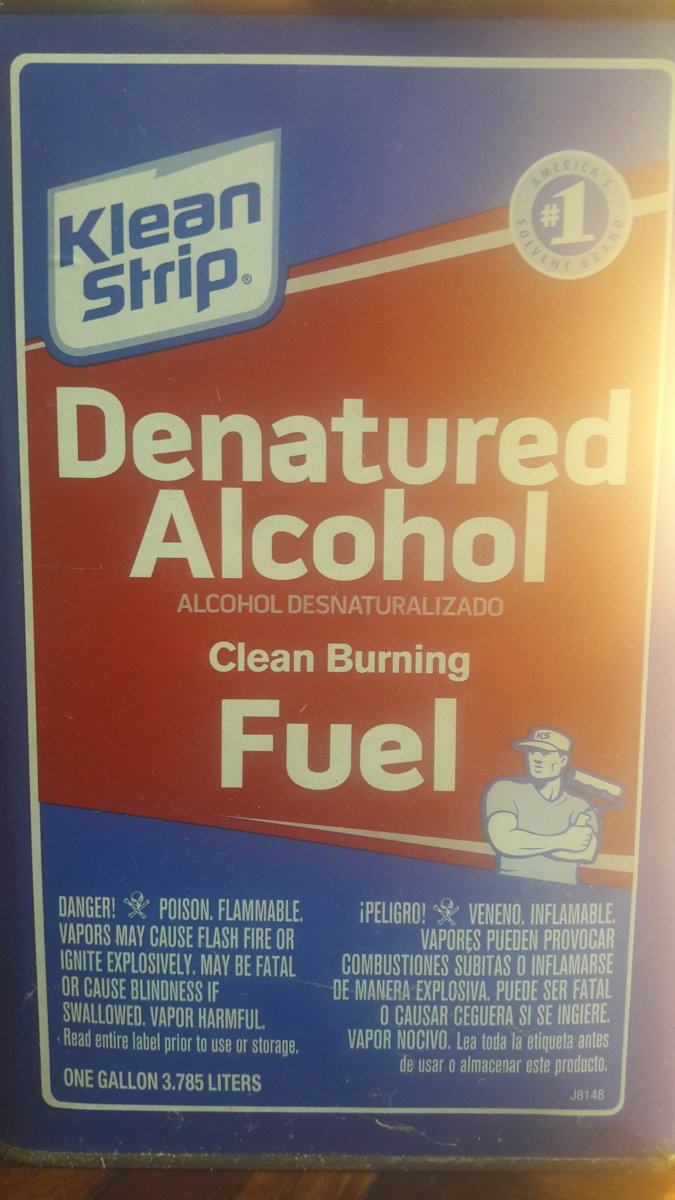 Klean
Strip®
AMERICA'S
#1
SOLVENT BRAND
Denatured
Alcohol
ALCOHOL DESNATURALIZADO
Clean Burning
Fuel
KS
DANGER! POISON. FLAMMABLE.
VAPORS MAY CAUSE FLASH FIRE OR
IGNITE EXPLOSIVELY. MAY BE FATAL
OR CAUSE BLINDNESS IF
SWALLOWED. VAPOR HARMFUL.
Read entire label prior to use or storage.
ONE GALLON 3.785 LITERS
¡PELIGRO! VENENO. INFLAMABLE.
VAPORES PUEDEN PROVOCAR
COMBUSTIONES SÚBITAS O INFLAMARSE
DE MANERA EXPLOSIVA. PUEDE SER FATAL
O CAUSAR CEGUERA SI SE INGIERE.
VAPOR NOCIVO. Lea toda la etiqueta antes
de usar o almacenar este producto.
J8148